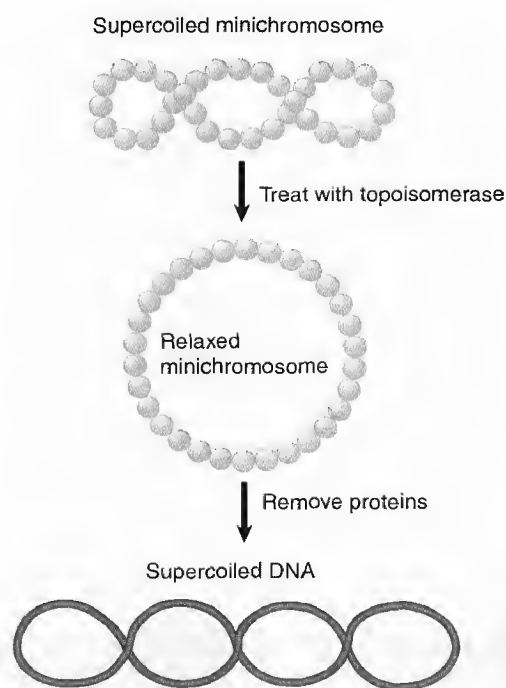 Supercoiled minichromosome
Treat with topoisomerase
Relaxed
minichromosome
Remove proteins
Supercoiled DNA